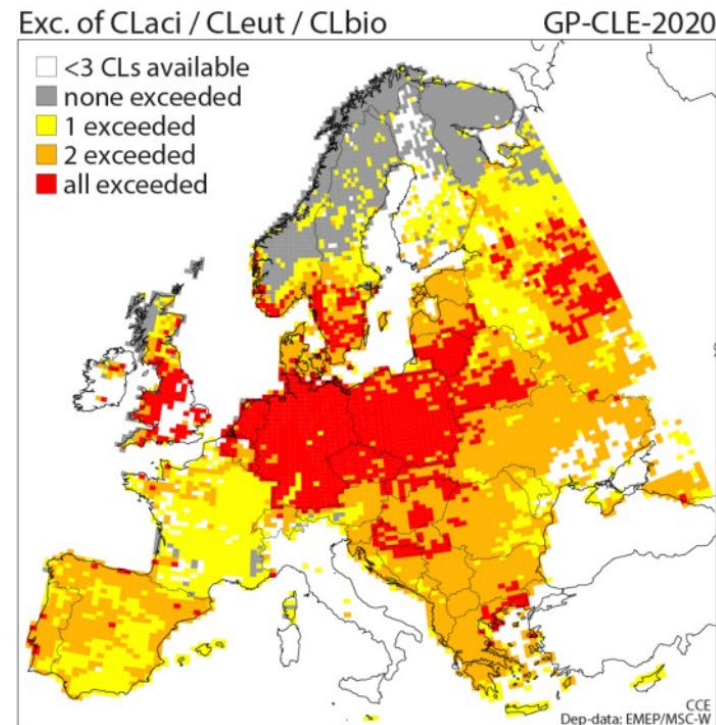 Exc. of CLaci / CLeut / CLbio GP-CLE-2020
<3 CLs available
none exceeded
1 exceeded
2 exceeded
all exceeded
CCE
Dep-data: EMEP/MSC-W